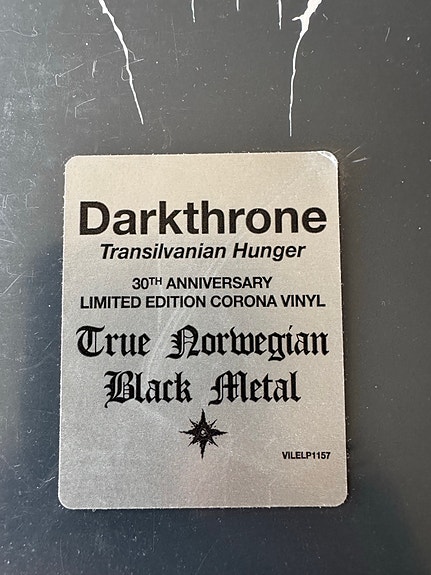 Darkthrone
Transilvanian Hunger
30TH ANNIVERSARY
LIMITED EDITION CORONA VINYL
True Norwegian
Black Metal
VILELP1157